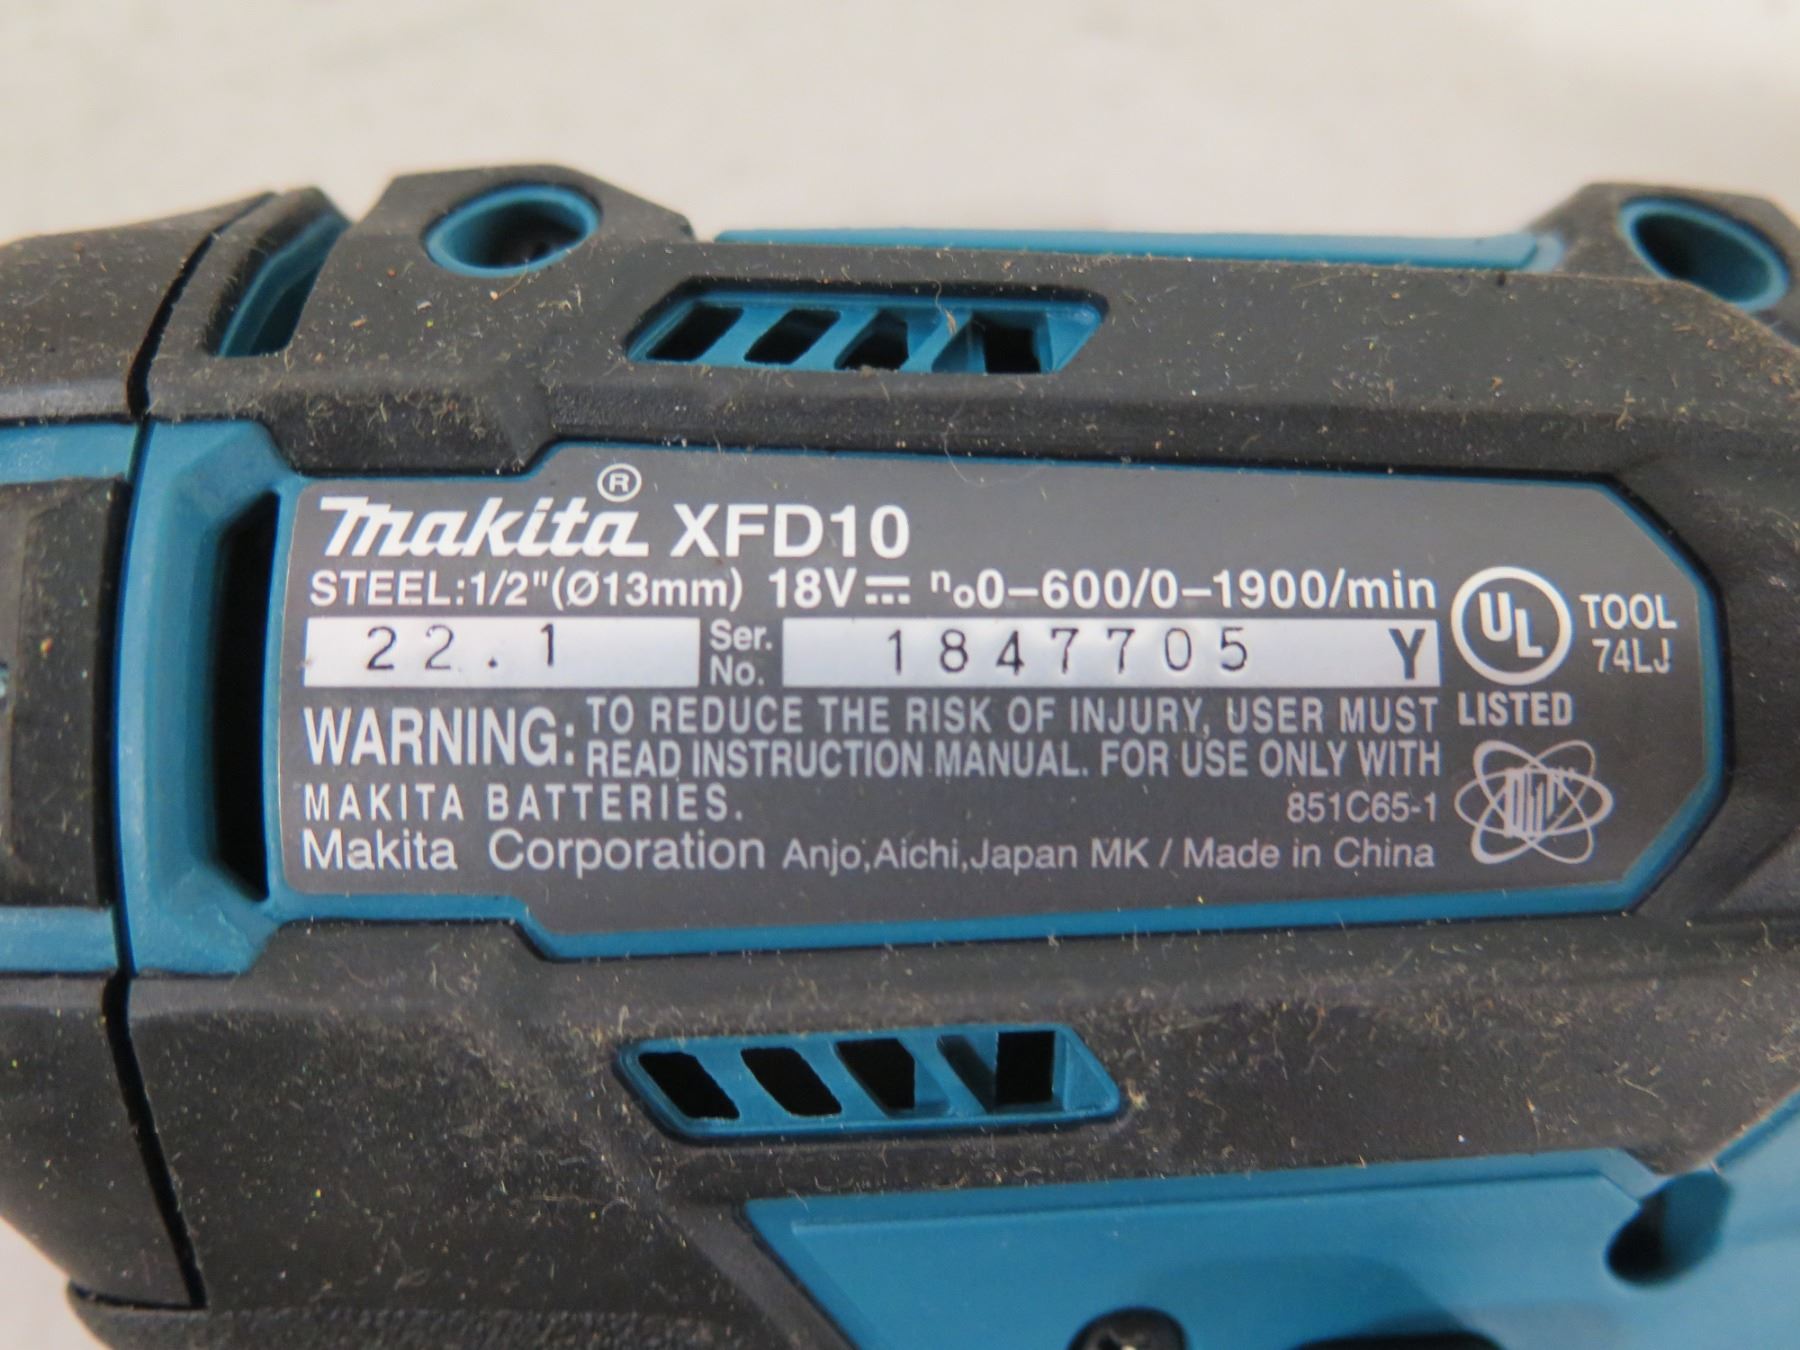 Makita® XFD10
STEEL:1/2"(Ø13mm) 18V⎓ n₀0–600/0–1900/min
22.1 Ser. No. 1847705 Y
UL TOOL 74LJ
LISTED
WARNING: TO REDUCE THE RISK OF INJURY, USER MUST
READ INSTRUCTION MANUAL. FOR USE ONLY WITH
MAKITA BATTERIES. 851C65-1
Makita Corporation Anjo,Aichi,Japan MK / Made in China